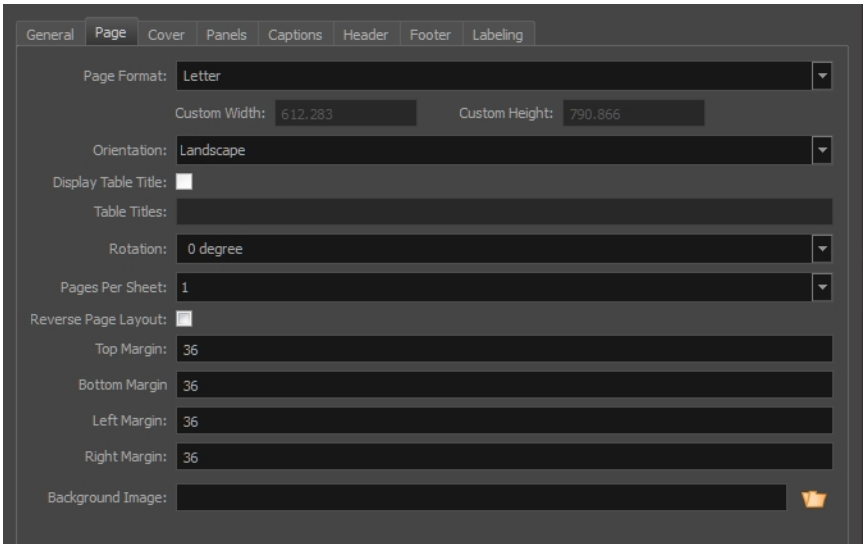 General Page Cover Panels Captions Header Footer Labeling
Page Format: Letter
Custom Width: 612.283 Custom Height: 790.866
Orientation: Landscape
Display Table Title:
Table Titles:
Rotation: 0 degree
Pages Per Sheet: 1
Reverse Page Layout:
Top Margin: 36
Bottom Margin 36
Left Margin: 36
Right Margin: 36
Background Image: